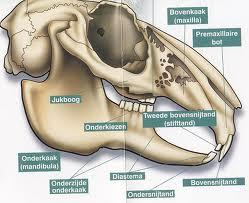 Bovenkaak
(maxilla)
Premaxillaire
bot
Jukboog
Onderkiezen
Tweede bovensnijtand
(stifttand)
Onderkaak
(mandibula)
Diastema
Bovensnijtand
Onderzijde
onderkaak
Ondersnijtand